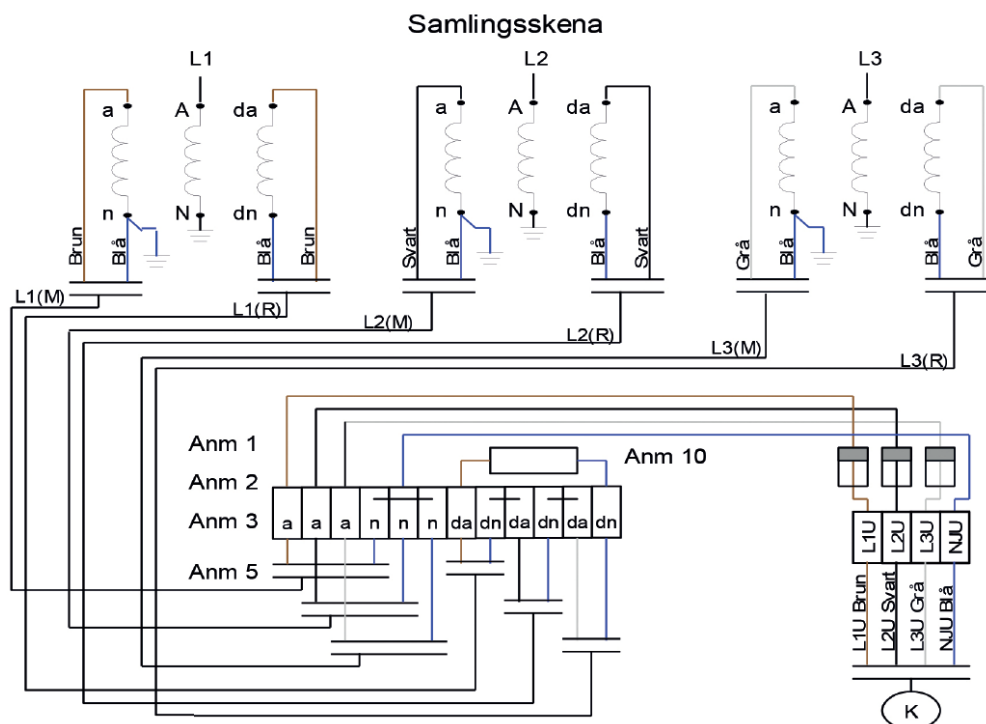 Samlingsskena
L1 L2 L3
a A da a A da a A da
n N dn n N dn n N dn
Brun Blå Blå Brun Svart Blå Blå Svart Grå Blå Blå Grå
L1(M) L1(R) L2(M) L2(R) L3(M) L3(R)
Anm 1
Anm 10
Anm 2
Anm 3
a a a n n n da dn da dn da dn
L1U L2U L3U NJU
Anm 5
L1U Brun L2U Svart L3U Grå NJU Blå
K